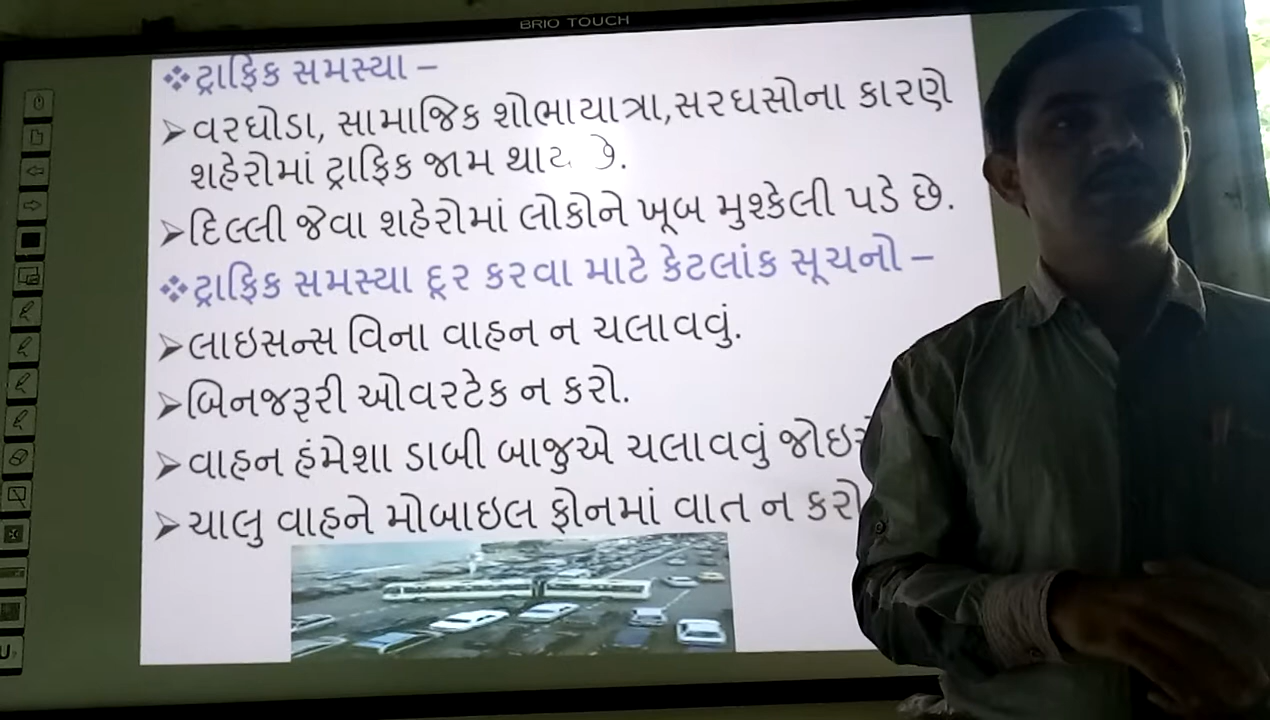 BRIO TOUCH
❖ટ્રાફિક સમસ્યા –
➢વરઘોડા, સામાજિક શોભાયાત્રા,સરઘસોના કારણે
શહેરોમાં ટ્રાફિક જામ છે.
➢દિલ્લી જેવા શહેરોમાં લોકોને ખૂબ મુશ્કેલી પડે છે.
❖ટ્રાફિક સમસ્યા દૂર કરવા માટે કેટલાંક સૂચનો –
➢લાઇસન્સ વિના વાહન ન ચલાવવું.
➢બિનજરૂરી ઓવરટેક ન કરો.
➢વાહન હંમેશા ડાબી બાજુએ ચલાવવું
➢ચાલુ વાહને મોબાઇલ ફોનમાં વાત ન કરો